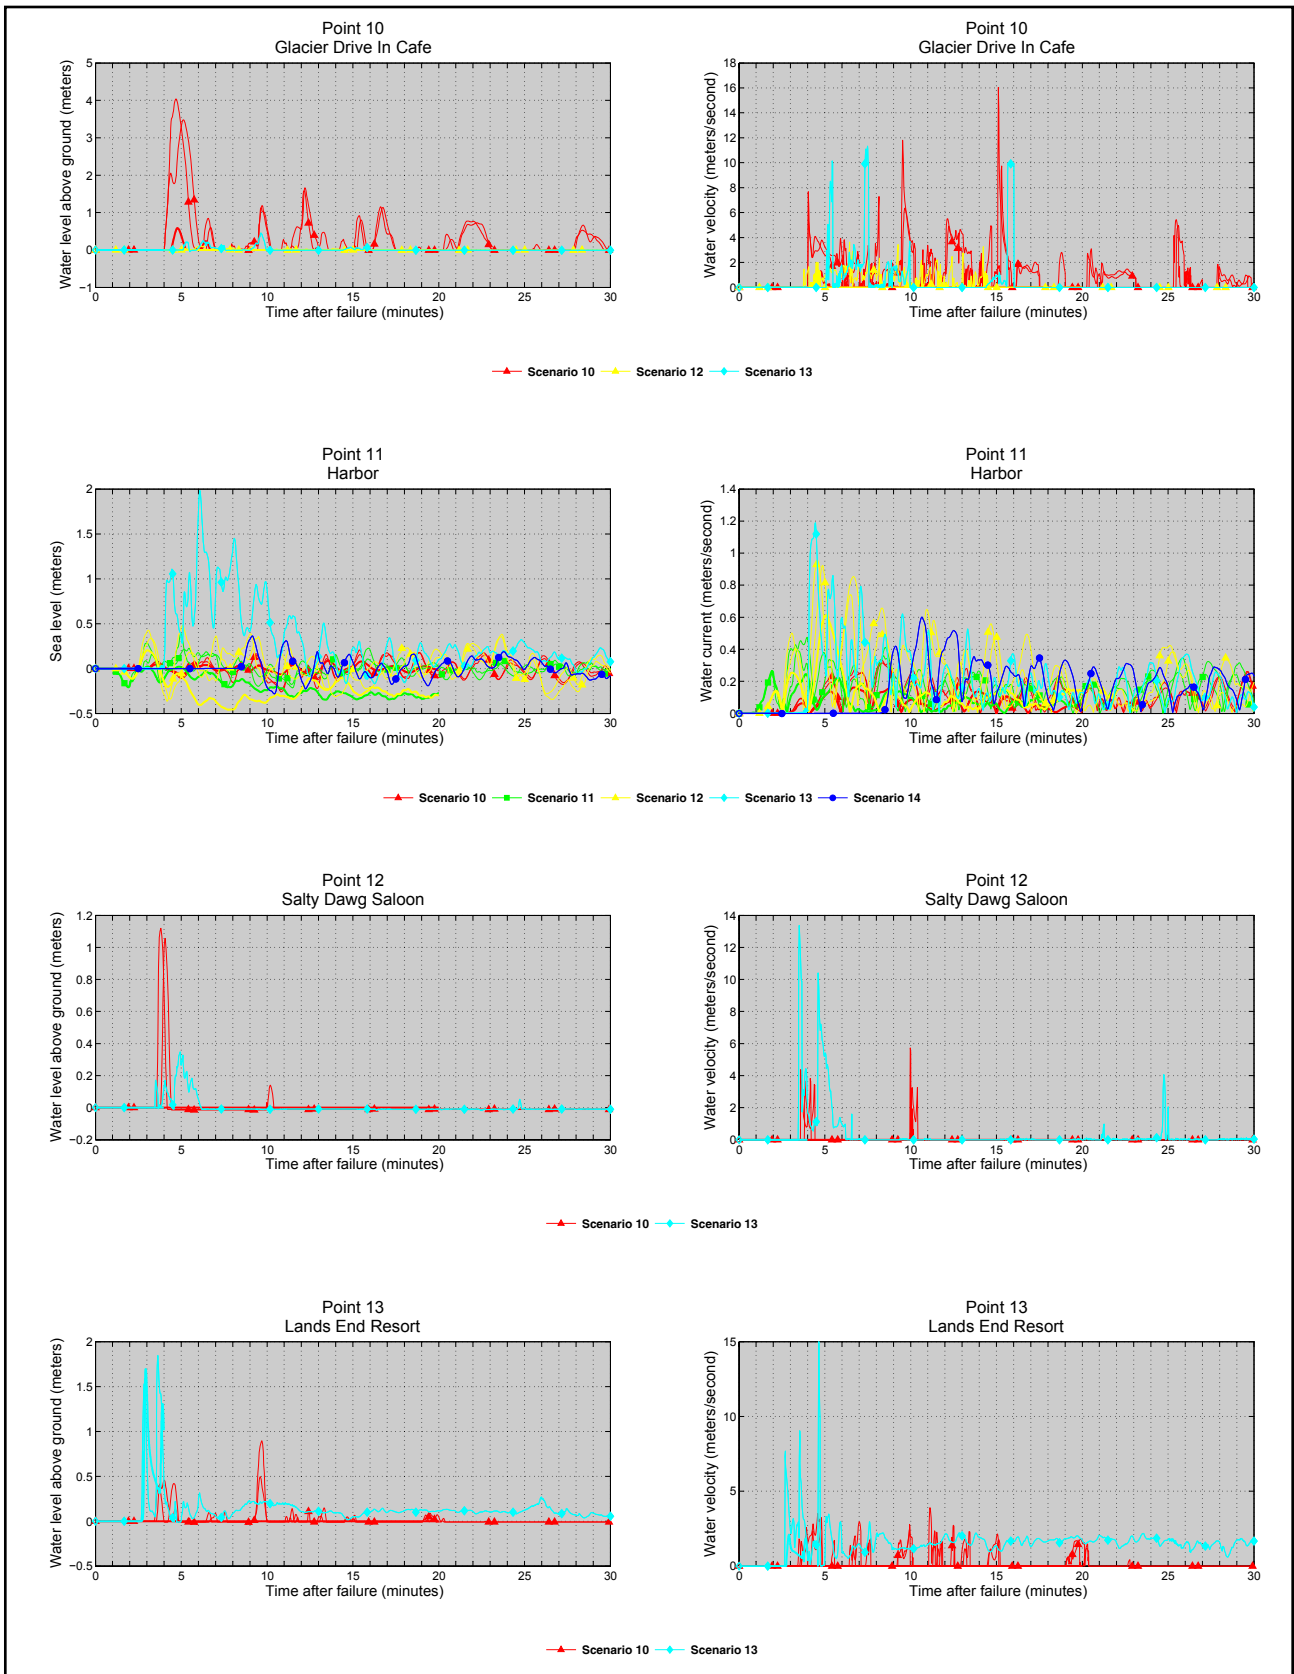 Point 10
Glacier Drive In Cafe
Water level above ground (meters)
5
4
3
2
1
0
−1
0 5 10 15 20 25 30
Time after failure (minutes)
Point 10
Glacier Drive In Cafe
Water velocity (meters/second)
18
16
14
12
10
8
6
4
2
0
0 5 10 15 20 25 30
Time after failure (minutes)
Scenario 10 Scenario 12 Scenario 13
Point 11
Harbor
Sea level (meters)
2
1.5
1
0.5
0
−0.5
0 5 10 15 20 25 30
Time after failure (minutes)
Point 11
Harbor
Water current (meters/second)
1.4
1.2
1
0.8
0.6
0.4
0.2
0
0 5 10 15 20 25 30
Time after failure (minutes)
Scenario 10 Scenario 11 Scenario 12 Scenario 13 Scenario 14
Point 12
Salty Dawg Saloon
Water level above ground (meters)
1.2
1
0.8
0.6
0.4
0.2
0
−0.2
0 5 10 15 20 25 30
Time after failure (minutes)
Point 12
Salty Dawg Saloon
Water velocity (meters/second)
14
12
10
8
6
4
2
0
0 5 10 15 20 25 30
Time after failure (minutes)
Scenario 10 Scenario 13
Point 13
Lands End Resort
Water level above ground (meters)
2
1.5
1
0.5
0
−0.5
0 5 10 15 20 25 30
Time after failure (minutes)
Point 13
Lands End Resort
Water velocity (meters/second)
15
10
5
0
0 5 10 15 20 25 30
Time after failure (minutes)
Scenario 10 Scenario 13